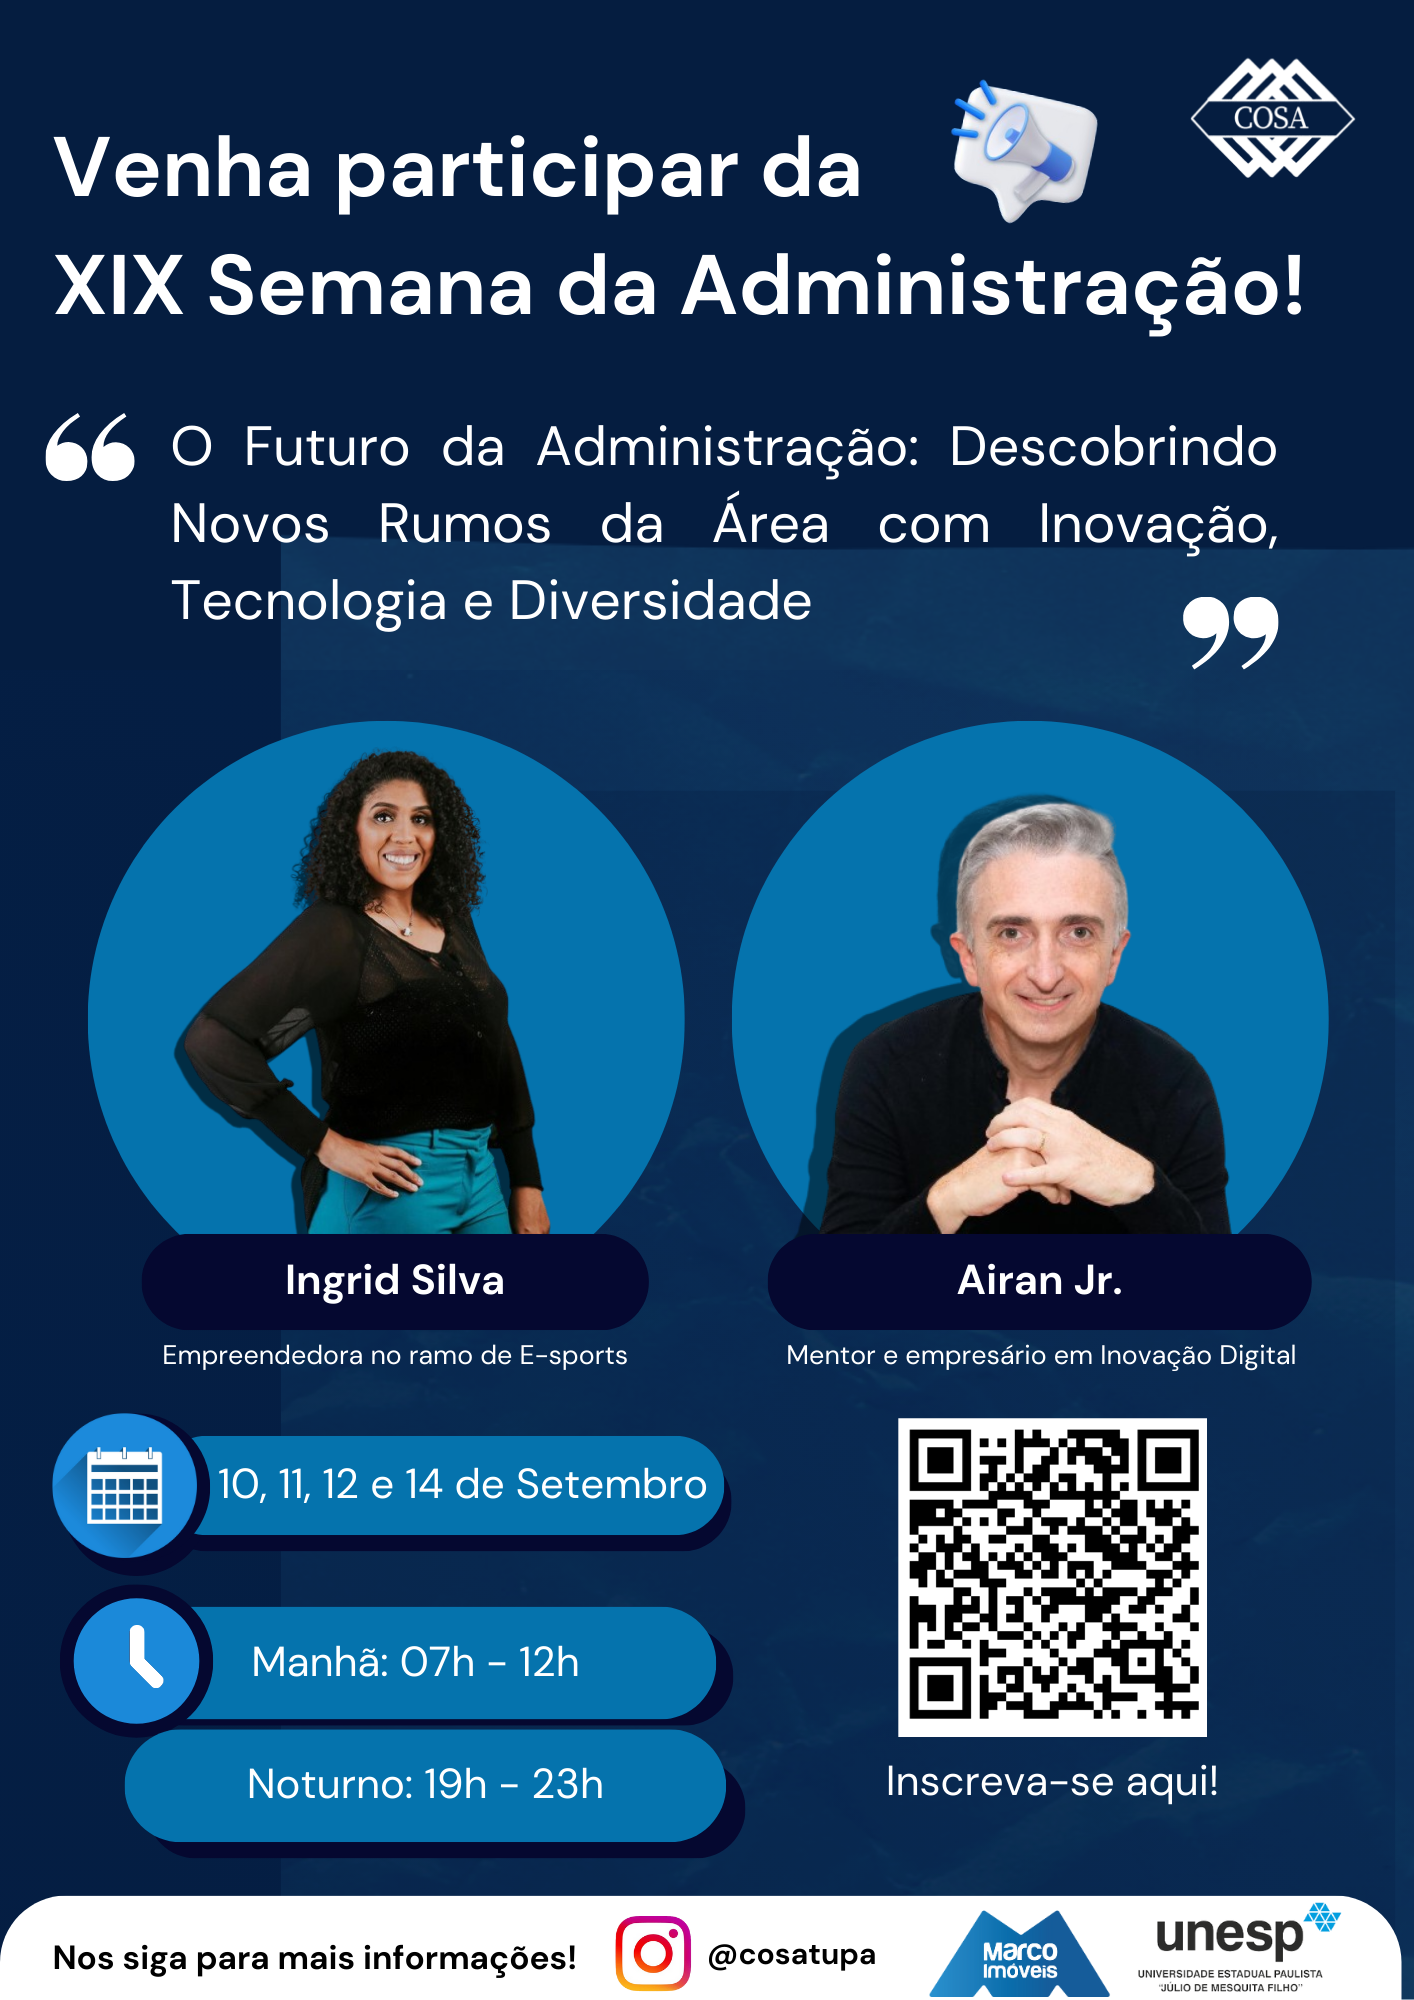 COSA
Venha participar da
XIX Semana da Administração!
“ O Futuro da Administração: Descobrindo
Novos Rumos da Área com Inovação,
Tecnologia e Diversidade ”
Ingrid Silva
Empreendedora no ramo de E-sports
Airan Jr.
Mentor e empresário em Inovação Digital
10, 11, 12 e 14 de Setembro
Manhã: 07h - 12h
Noturno: 19h - 23h
Inscreva-se aqui!
Nos siga para mais informações!
@cosatupa
Marco
Imóveis
unesp
UNIVERSIDADE ESTADUAL PAULISTA
"JÚLIO DE MESQUITA FILHO"